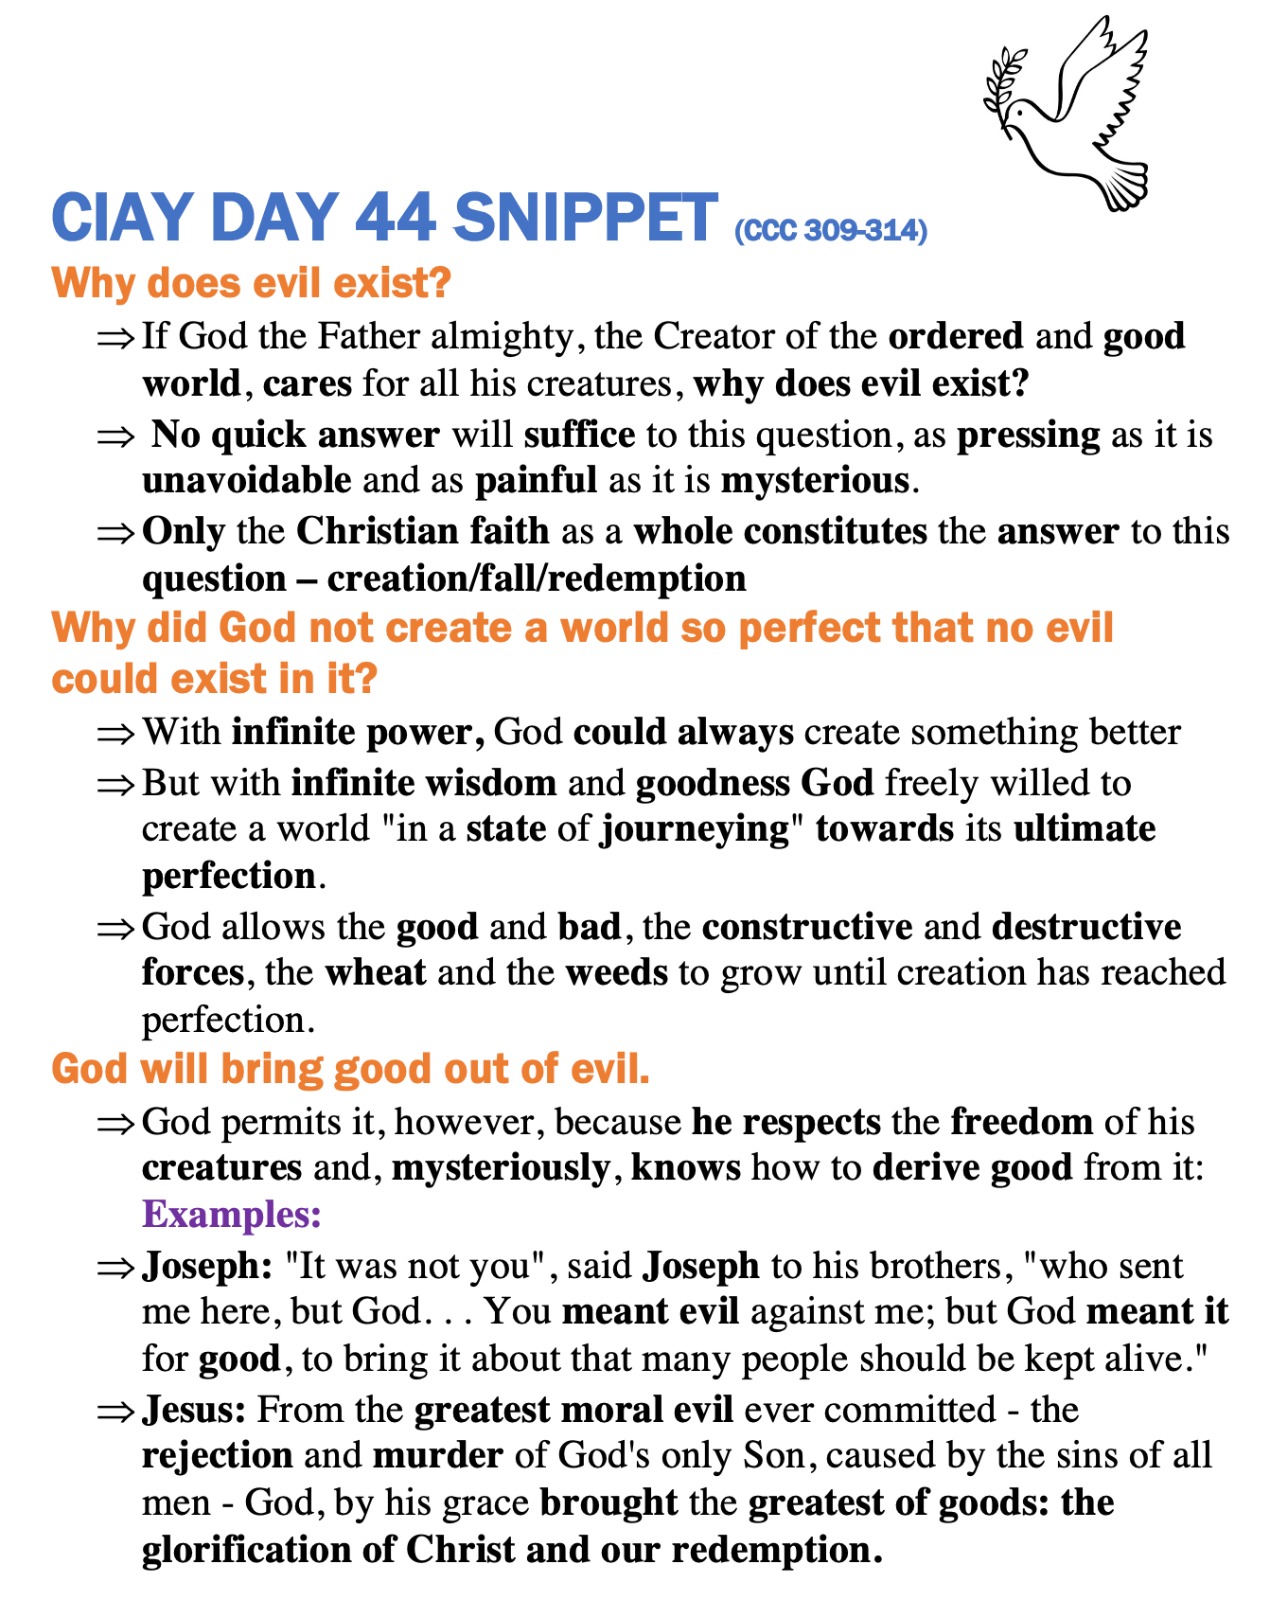 CIAY DAY 44 SNIPPET (CCC 309-314)
Why does evil exist?
⇒ If God the Father almighty, the Creator of the ordered and good
world, cares for all his creatures, why does evil exist?
⇒ No quick answer will suffice to this question, as pressing as it is
unavoidable and as painful as it is mysterious.
⇒ Only the Christian faith as a whole constitutes the answer to this
question – creation/fall/redemption
Why did God not create a world so perfect that no evil
could exist in it?
⇒ With infinite power, God could always create something better
⇒ But with infinite wisdom and goodness God freely willed to
create a world "in a state of journeying" towards its ultimate
perfection.
⇒ God allows the good and bad, the constructive and destructive
forces, the wheat and the weeds to grow until creation has reached
perfection.
God will bring good out of evil.
⇒ God permits it, however, because he respects the freedom of his
creatures and, mysteriously, knows how to derive good from it:
Examples:
⇒ Joseph: "It was not you", said Joseph to his brothers, "who sent
me here, but God. . . You meant evil against me; but God meant it
for good, to bring it about that many people should be kept alive."
⇒ Jesus: From the greatest moral evil ever committed - the
rejection and murder of God's only Son, caused by the sins of all
men - God, by his grace brought the greatest of goods: the
glorification of Christ and our redemption.